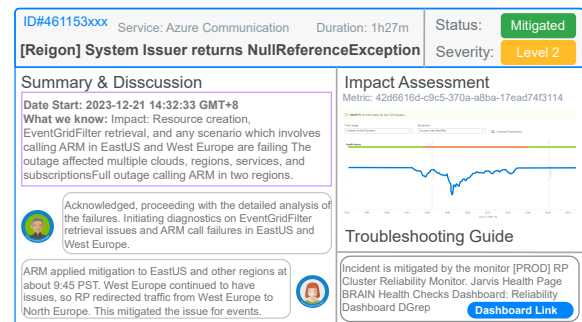 ID#461153xxx Service: Azure Communication Duration: 1h27m
[Reigon] System Issuer returns NullReferenceException
Status: Mitigated
Severity: Level 2
Summary & Disscussion
Date Start: 2023-12-21 14:32:33 GMT+8
What we know: Impact: Resource creation,
EventGridFilter retrieval, and any scenario which involves
calling ARM in EastUS and West Europe are failing The
outage affected multiple clouds, regions, services, and
subscriptionsFull outage calling ARM in two regions.
Acknowledged, proceeding with the detailed analysis of
the failures. Initiating diagnostics on EventGridFilter
retrieval issues and ARM call failures in EastUS and
West Europe.
ARM applied mitigation to EastUS and other regions at
about 9:45 PST. West Europe continued to have
issues, so RP redirected traffic from West Europe to
North Europe. This mitigated the issue for events.
Impact Assessment
Metric: 42d6616d-c9c5-370a-a8ba-17ead74f3114
Troubleshooting Guide
Incident is mitigated by the monitor [PROD] RP
Cluster Reliability Monitor. Jarvis Health Page
BRAIN Health Checks Dashboard: Reliability
Dashboard DGrep
Dashboard Link